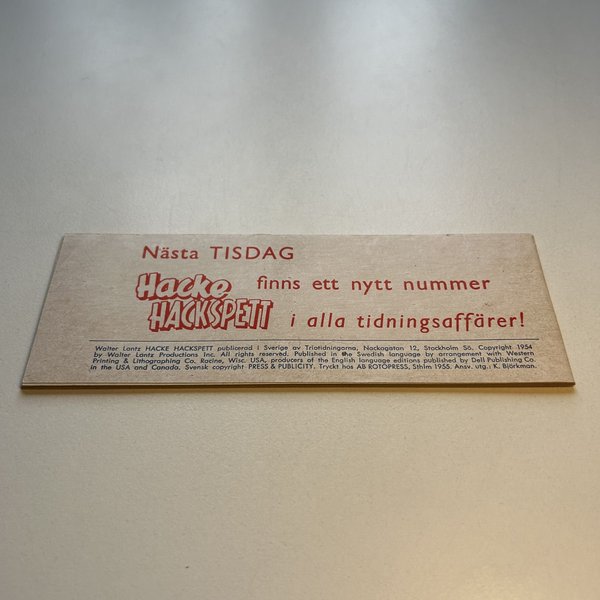 Nästa TISDAG
Hacke HACKSPETT finns ett nytt nummer
i alla tidningsaffärer!
Walter Lantz HACKE HACKSPETT publicerad i Sverige av Triotidningarna, Nackagatan 12, Stockholm Sö. Copyright 1954
by Walter Lantz Productions Inc. All rights reserved. Published in the Swedish language by arrangement with Western
Printing & Lithographing Co, Racine, Wisc. USA, producers of the English language editions published by Dell Publishing Co.
in the USA and Canada. Svensk copyright PRESS & PUBLICITY. Tryckt hos AB ROTOPRESS, Sthlm 1955. Ansv. utg.: K. Björkman.